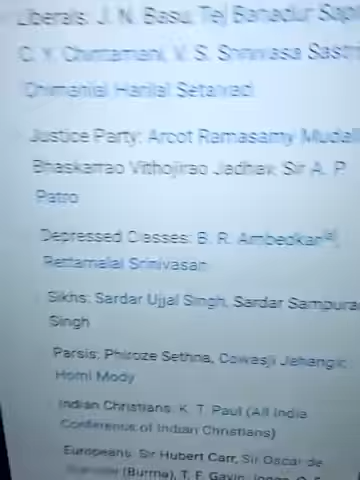 Liberals: J. N. Basu, Tej Bahadur
C. Y. Chintamani, V. S. Srinivasa Sastri
Chimanlal Harilal Setalvad
Justice Party: Arcot Ramasamy
Bhaskarrao Vithojirao Jadhav, Sir A. P.
Patro
Depressed Classes: B. R. Ambedkar
Rettamalai Srinivasan
Sikhs: Sardar Ujjal Singh, Sardar
Singh
Parsis: Phiroze Sethna, Cowasji Jehangir
Homi Mody
Indian Christians: K. T. Paul (All India
Conference of Indian Christians)
Europeans: Sir Hubert Carr, Sir Oscar de
(Burma), T. F. Gavin